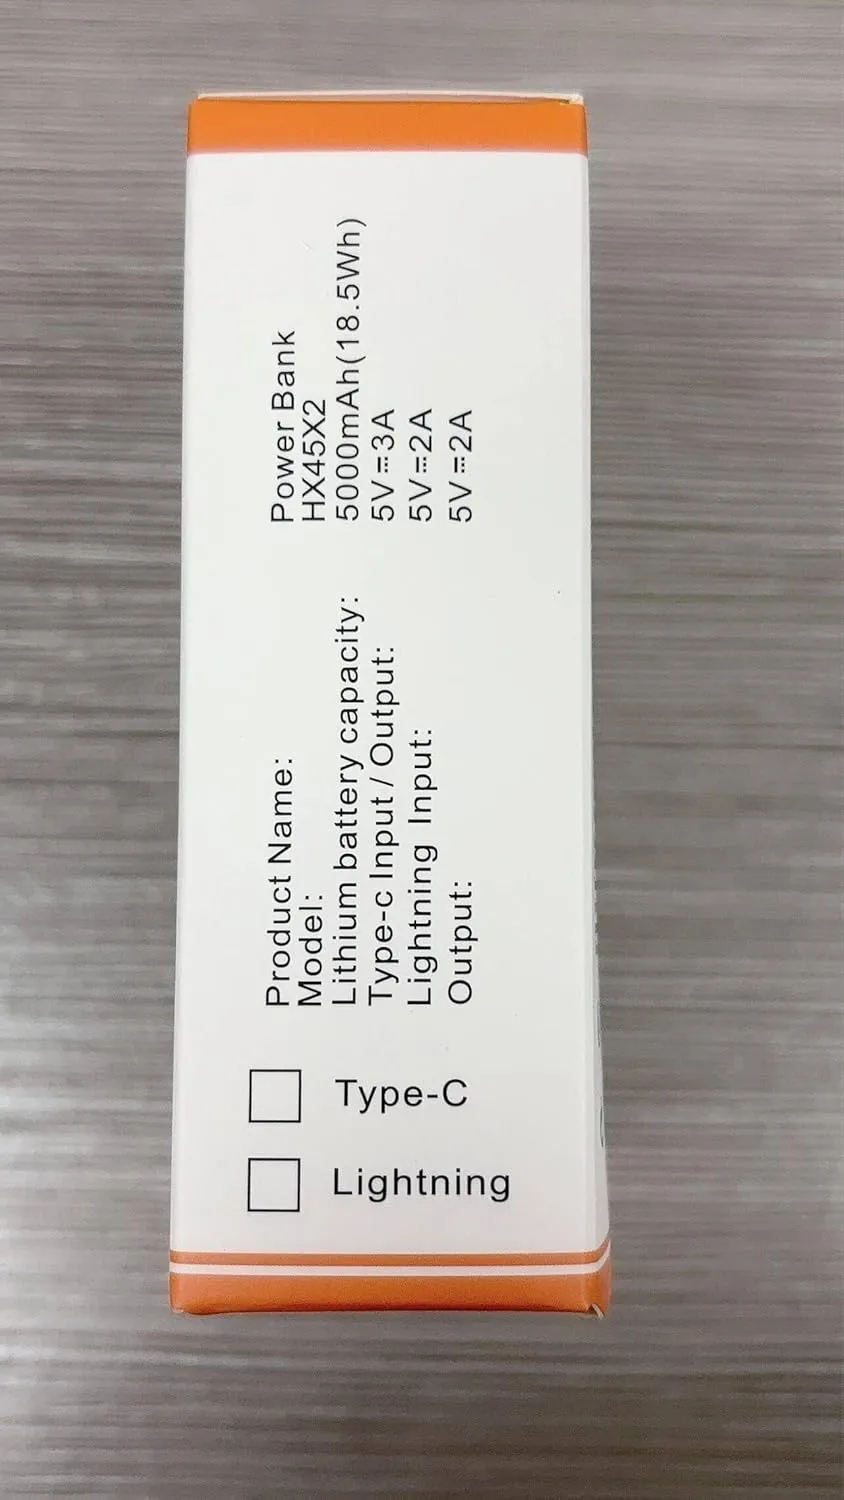 Product Name: Power Bank
Model: HX45X2
Lithium battery capacity: 5000mAh(18.5Wh)
Type-c Input / Output: 5V⎓3A
Lightning Input: 5V⎓2A
Output: 5V⎓2A
Type-C
Lightning